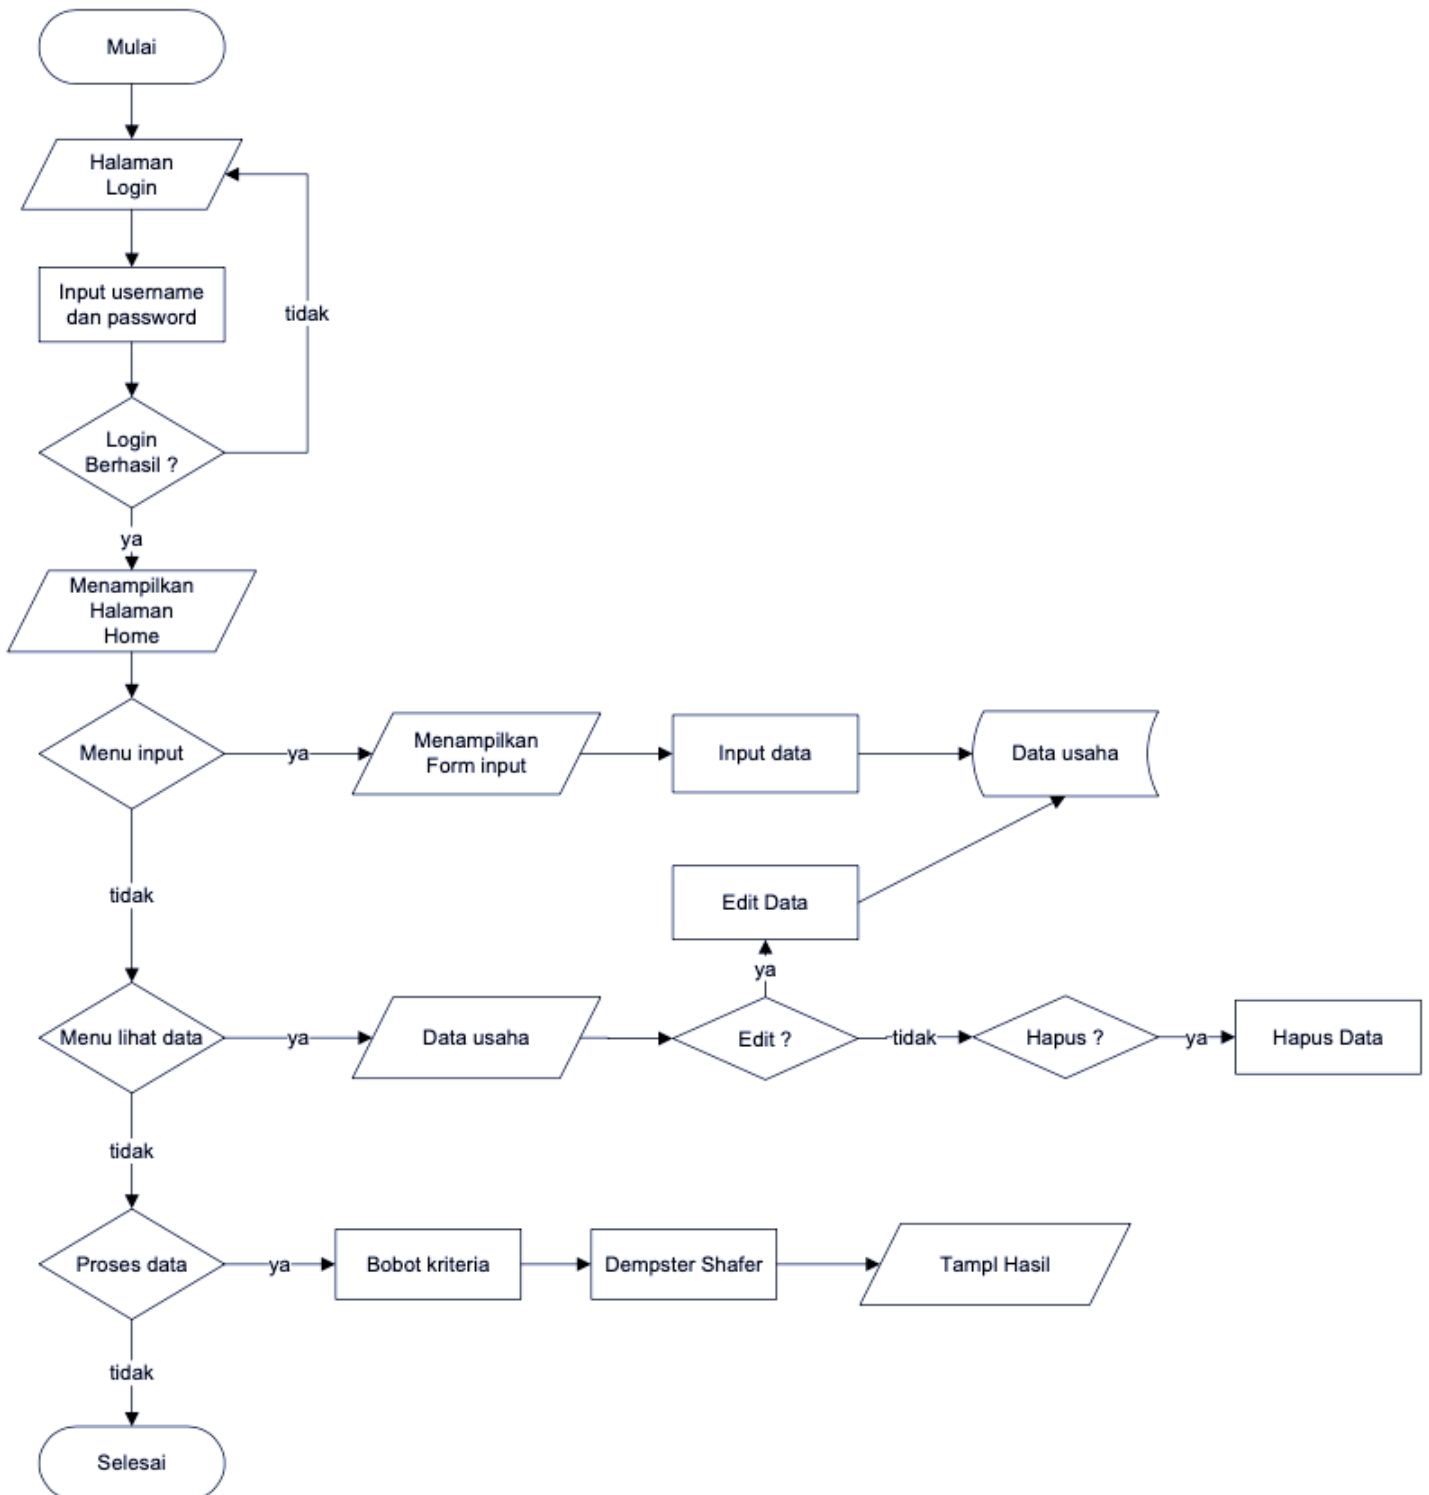 Mulai
Halaman
Login
Input username
dan password
tidak
Login
Berhasil ?
ya
Menampilkan
Halaman
Home
Menu input
ya
Menampilkan
Form input
Input data
Data usaha
tidak
Edit Data
ya
Menu lihat data
ya
Data usaha
Edit ?
tidak
Hapus ?
ya
Hapus Data
tidak
Proses data
ya
Bobot kriteria
Dempster Shafer
Tampl Hasil
tidak
Selesai